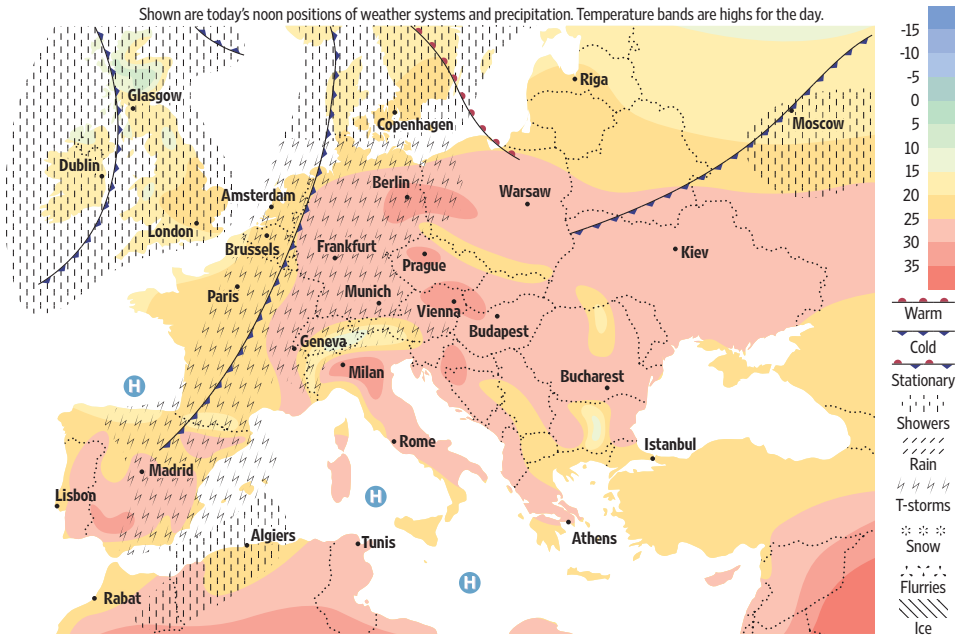 Shown are today's noon positions of weather systems and precipitation. Temperature bands are highs for the day.
-15
-10
-5
0
5
10
15
20
25
30
35
Warm
Cold
Stationary
Showers
Rain
T-storms
Snow
Flurries
Ice
Glasgow
Dublin
London
Copenhagen
Riga
Moscow
Amsterdam
Berlin
Warsaw
Brussels
Frankfurt
Prague
Kiev
Paris
Munich
Vienna
Budapest
Geneva
Milan
Bucharest
H
Rome
Istanbul
Madrid
Lisbon
H
Algiers
Tunis
Athens
H
Rabat